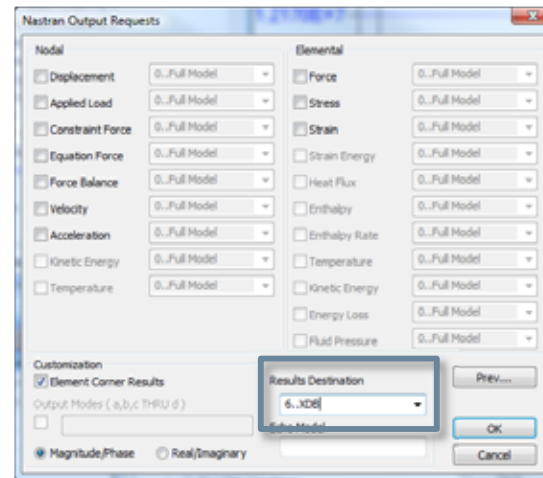 Nastran Output Requests
Nodal
Displacement 0..Full Model
Applied Load 0..Full Model
Constraint Force 0..Full Model
Equation Force 0..Full Model
Force Balance 0..Full Model
Velocity 0..Full Model
Acceleration 0..Full Model
Kinetic Energy 0..Full Model
Temperature 0..Full Model
Elemental
Force 0..Full Model
Stress 0..Full Model
Strain 0..Full Model
Strain Energy 0..Full Model
Heat Flux 0..Full Model
Enthalpy 0..Full Model
Enthalpy Rate 0..Full Model
Temperature 0..Full Model
Kinetic Energy 0..Full Model
Energy Loss 0..Full Model
Fluid Pressure 0..Full Model
Customization
Element Corner Results
Output Modes ( a,b,c THRU d )
Magnitude/Phase Real/Imaginary
Results Destination
6..XDB
Echo Model
Prev...
OK
Cancel